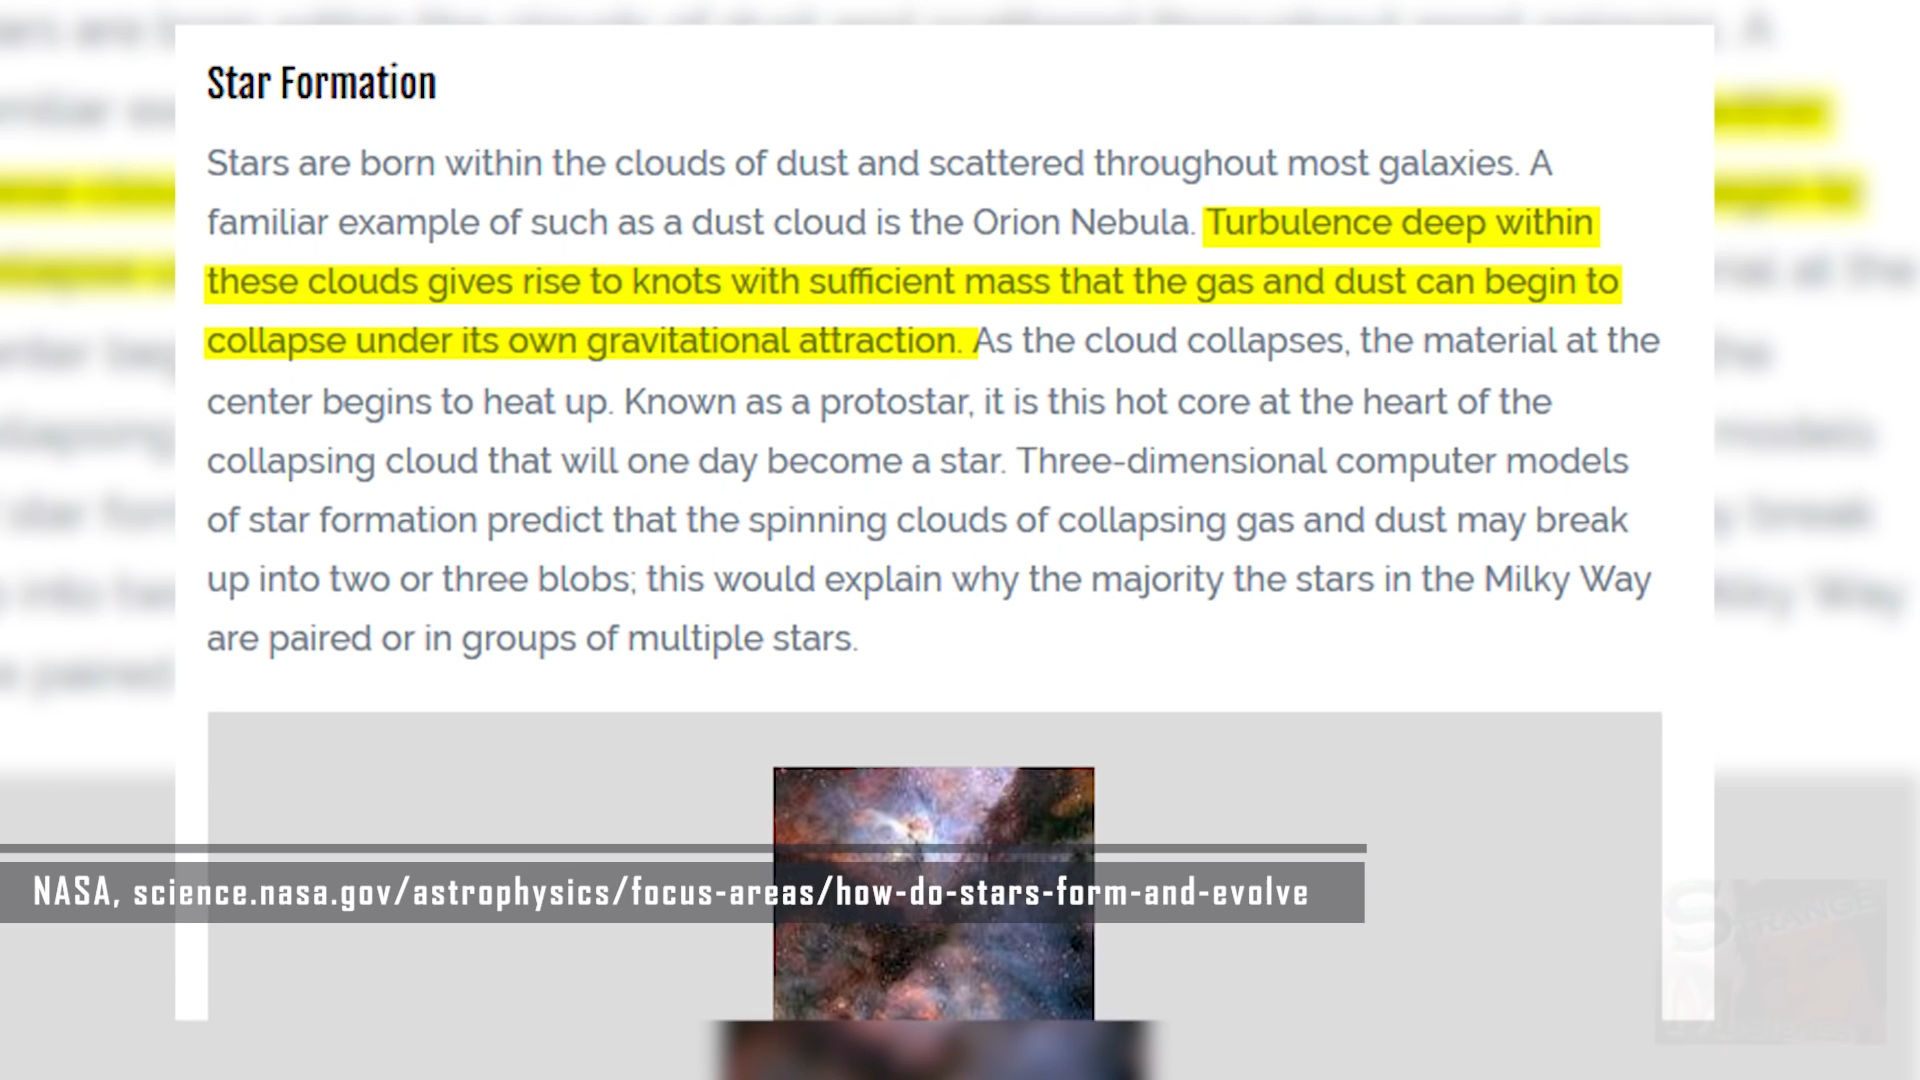 Star Formation
Stars are born within the clouds of dust and scattered throughout most galaxies. A
familiar example of such as a dust cloud is the Orion Nebula. Turbulence deep within
these clouds gives rise to knots with sufficient mass that the gas and dust can begin to
collapse under its own gravitational attraction. As the cloud collapses, the material at the
center begins to heat up. Known as a protostar, it is this hot core at the heart of the
collapsing cloud that will one day become a star. Three-dimensional computer models
of star formation predict that the spinning clouds of collapsing gas and dust may break
up into two or three blobs; this would explain why the majority the stars in the Milky Way
are paired or in groups of multiple stars.
NASA, science.nasa.gov/astrophysics/focus-areas/how-do-stars-form-and-evolve
STRANGE